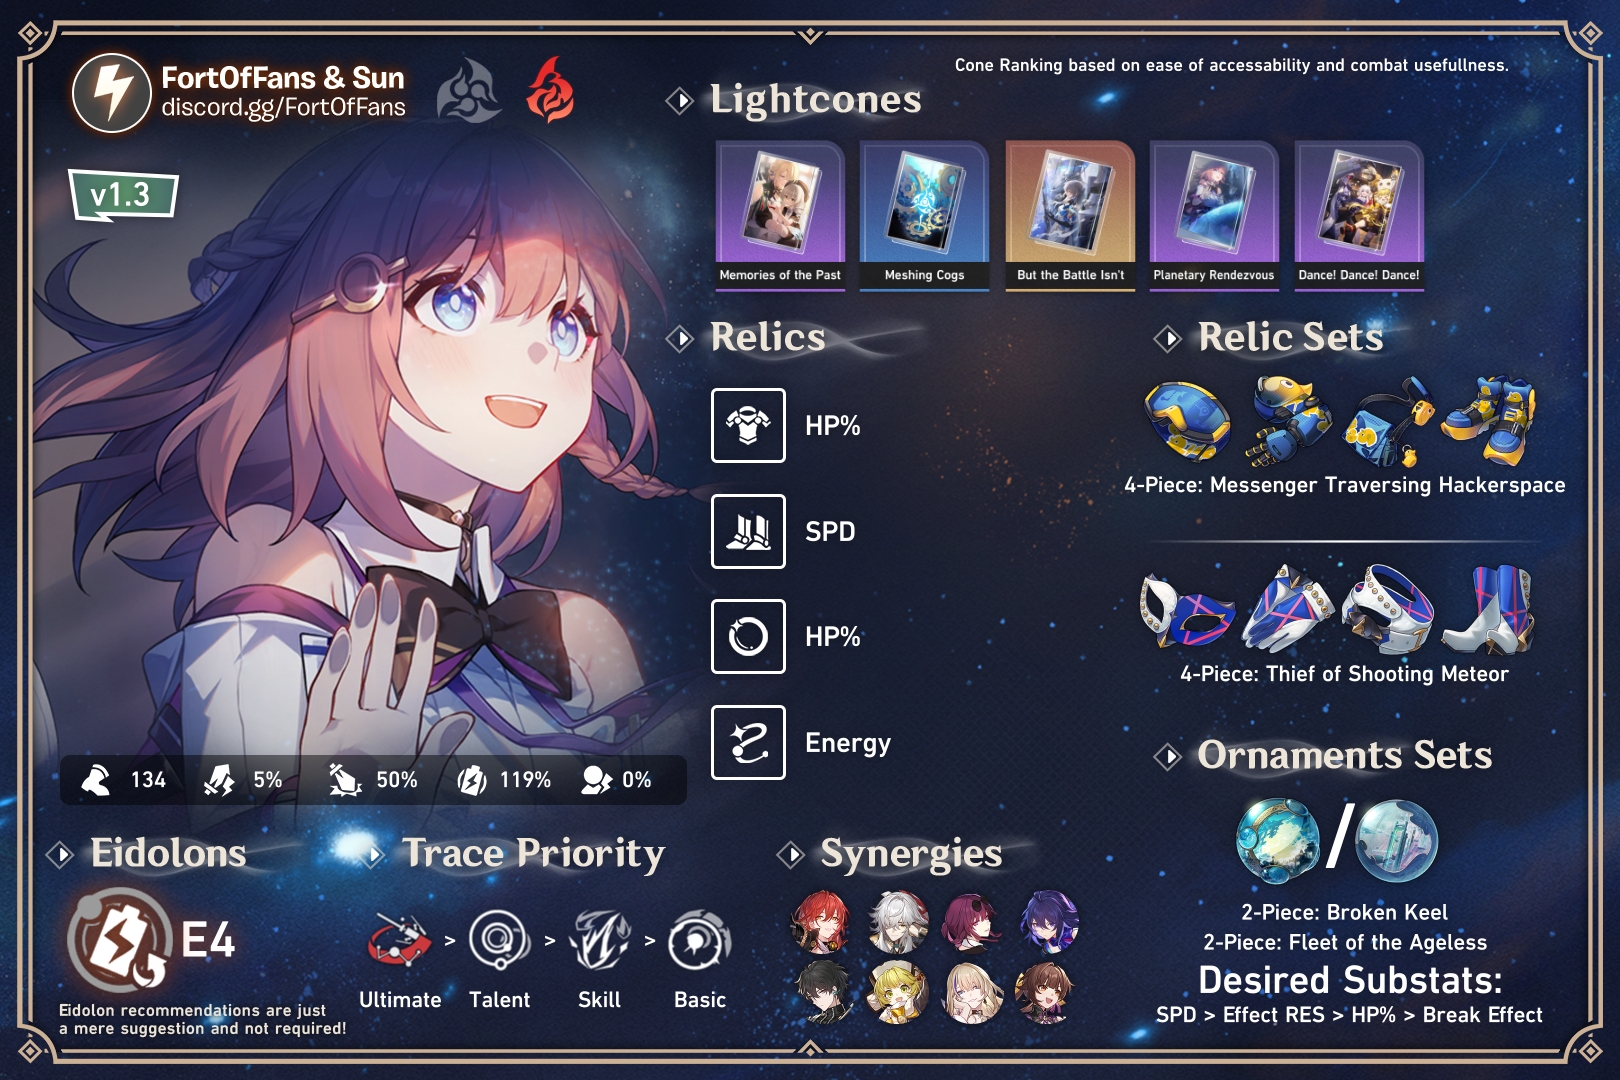 FortOfFans & Sun
discord.gg/FortOfFans
v1.3
Cone Ranking based on ease of accessability and combat usefullness.
Lightcones
Memories of the Past
Meshing Cogs
But the Battle Isn't
Planetary Rendezvous
Dance! Dance! Dance!
Relics
HP%
SPD
HP%
Energy
Relic Sets
4-Piece: Messenger Traversing Hackerspace
4-Piece: Thief of Shooting Meteor
Ornaments Sets
/
2-Piece: Broken Keel
2-Piece: Fleet of the Ageless
Desired Substats:
SPD > Effect RES > HP% > Break Effect
134 5% 50% 119% 0%
Eidolons
E4
Eidolon recommendations are just
a mere suggestion and not required!
Trace Priority
> > >
Ultimate Talent Skill Basic
Synergies